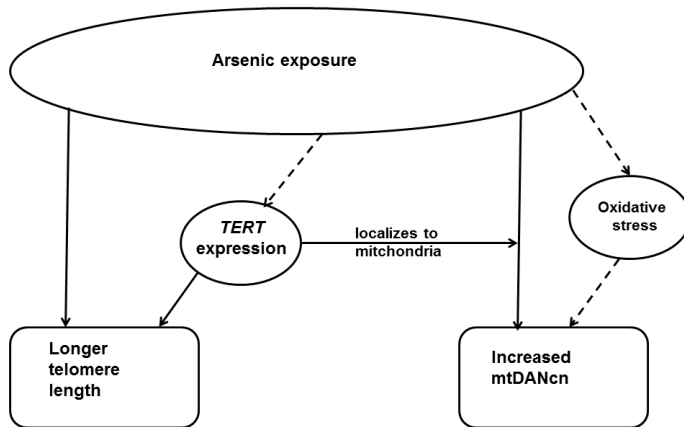 Arsenic exposure
TERT
expression
localizes to
mitchondria
Oxidative
stress
Longer
telomere
length
Increased
mtDANcn